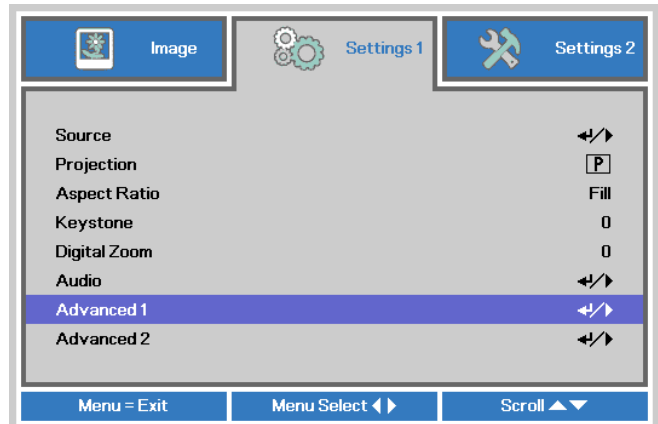 Image Settings 1 Settings 2
Source ↵/▶
Projection P
Aspect Ratio Fill
Keystone 0
Digital Zoom 0
Audio ↵/▶
Advanced 1 ↵/▶
Advanced 2 ↵/▶
Menu = Exit Menu Select ◀▶ Scroll ▲▼